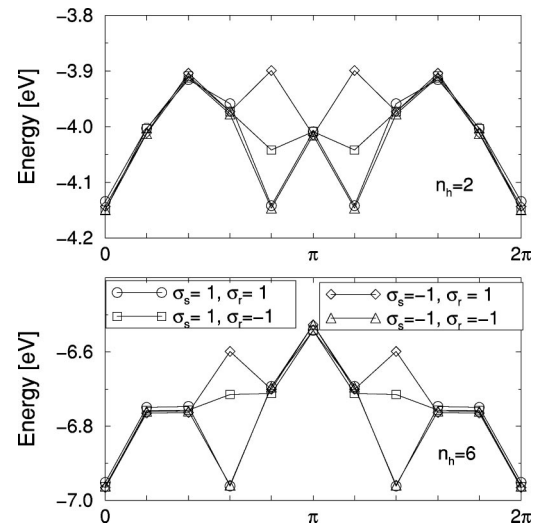 −3.8
−3.9
−4.0
−4.1
−4.2
Energy [eV]
n_h=2
0
π
2π
σ_s= 1, σ_r= 1
σ_s= 1, σ_r=−1
σ_s=−1, σ_r= 1
σ_s=−1, σ_r=−1
−6.6
−6.8
−7.0
Energy [eV]
n_h=6
0
π
2π